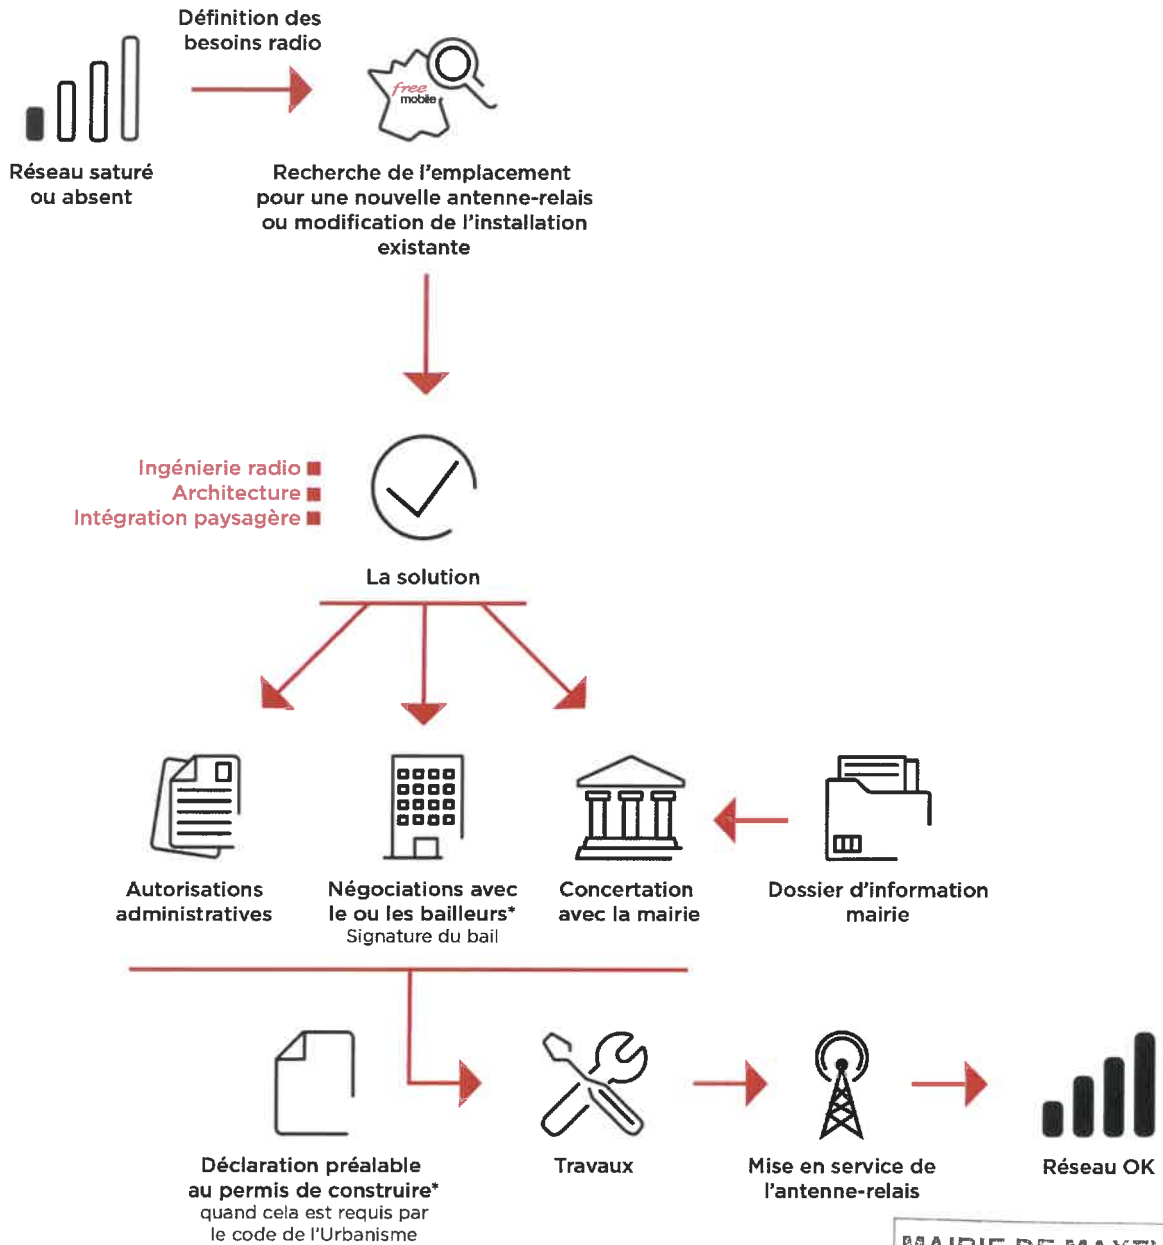 Définition des
besoins radio
free
mobile
Réseau saturé
ou absent
Recherche de l'emplacement
pour une nouvelle antenne-relais
ou modification de l'installation
existante
Ingénierie radio
Architecture
Intégration paysagère
La solution
Autorisations
administratives
Négociations avec
le ou les bailleurs*
Signature du bail
Concertation
avec la mairie
Dossier d'information
mairie
Déclaration préalable
au permis de construire*
quand cela est requis par
le code de l'Urbanisme
Travaux
Mise en service de
l'antenne-relais
Réseau OK
MAIRIE DE